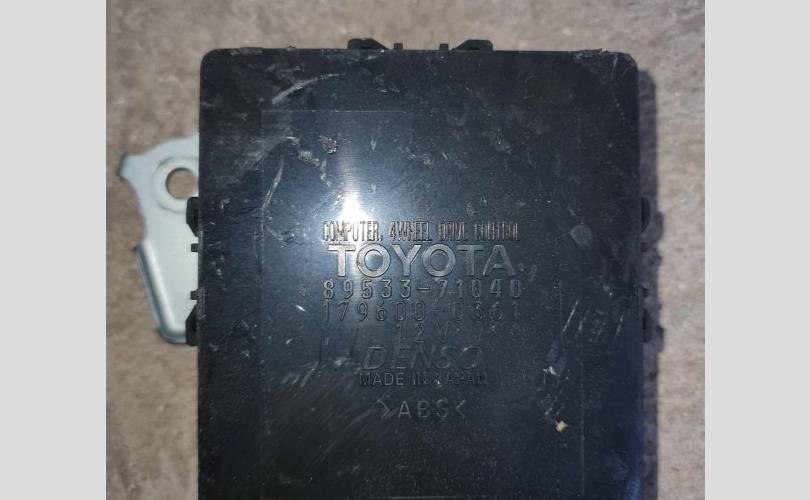 COMPUTER, 4WHEEL DRIVE CONTROL
TOYOTA
89533-71040
179600-0361
12V
DENSO
MADE IN JAPAN
>ABS<